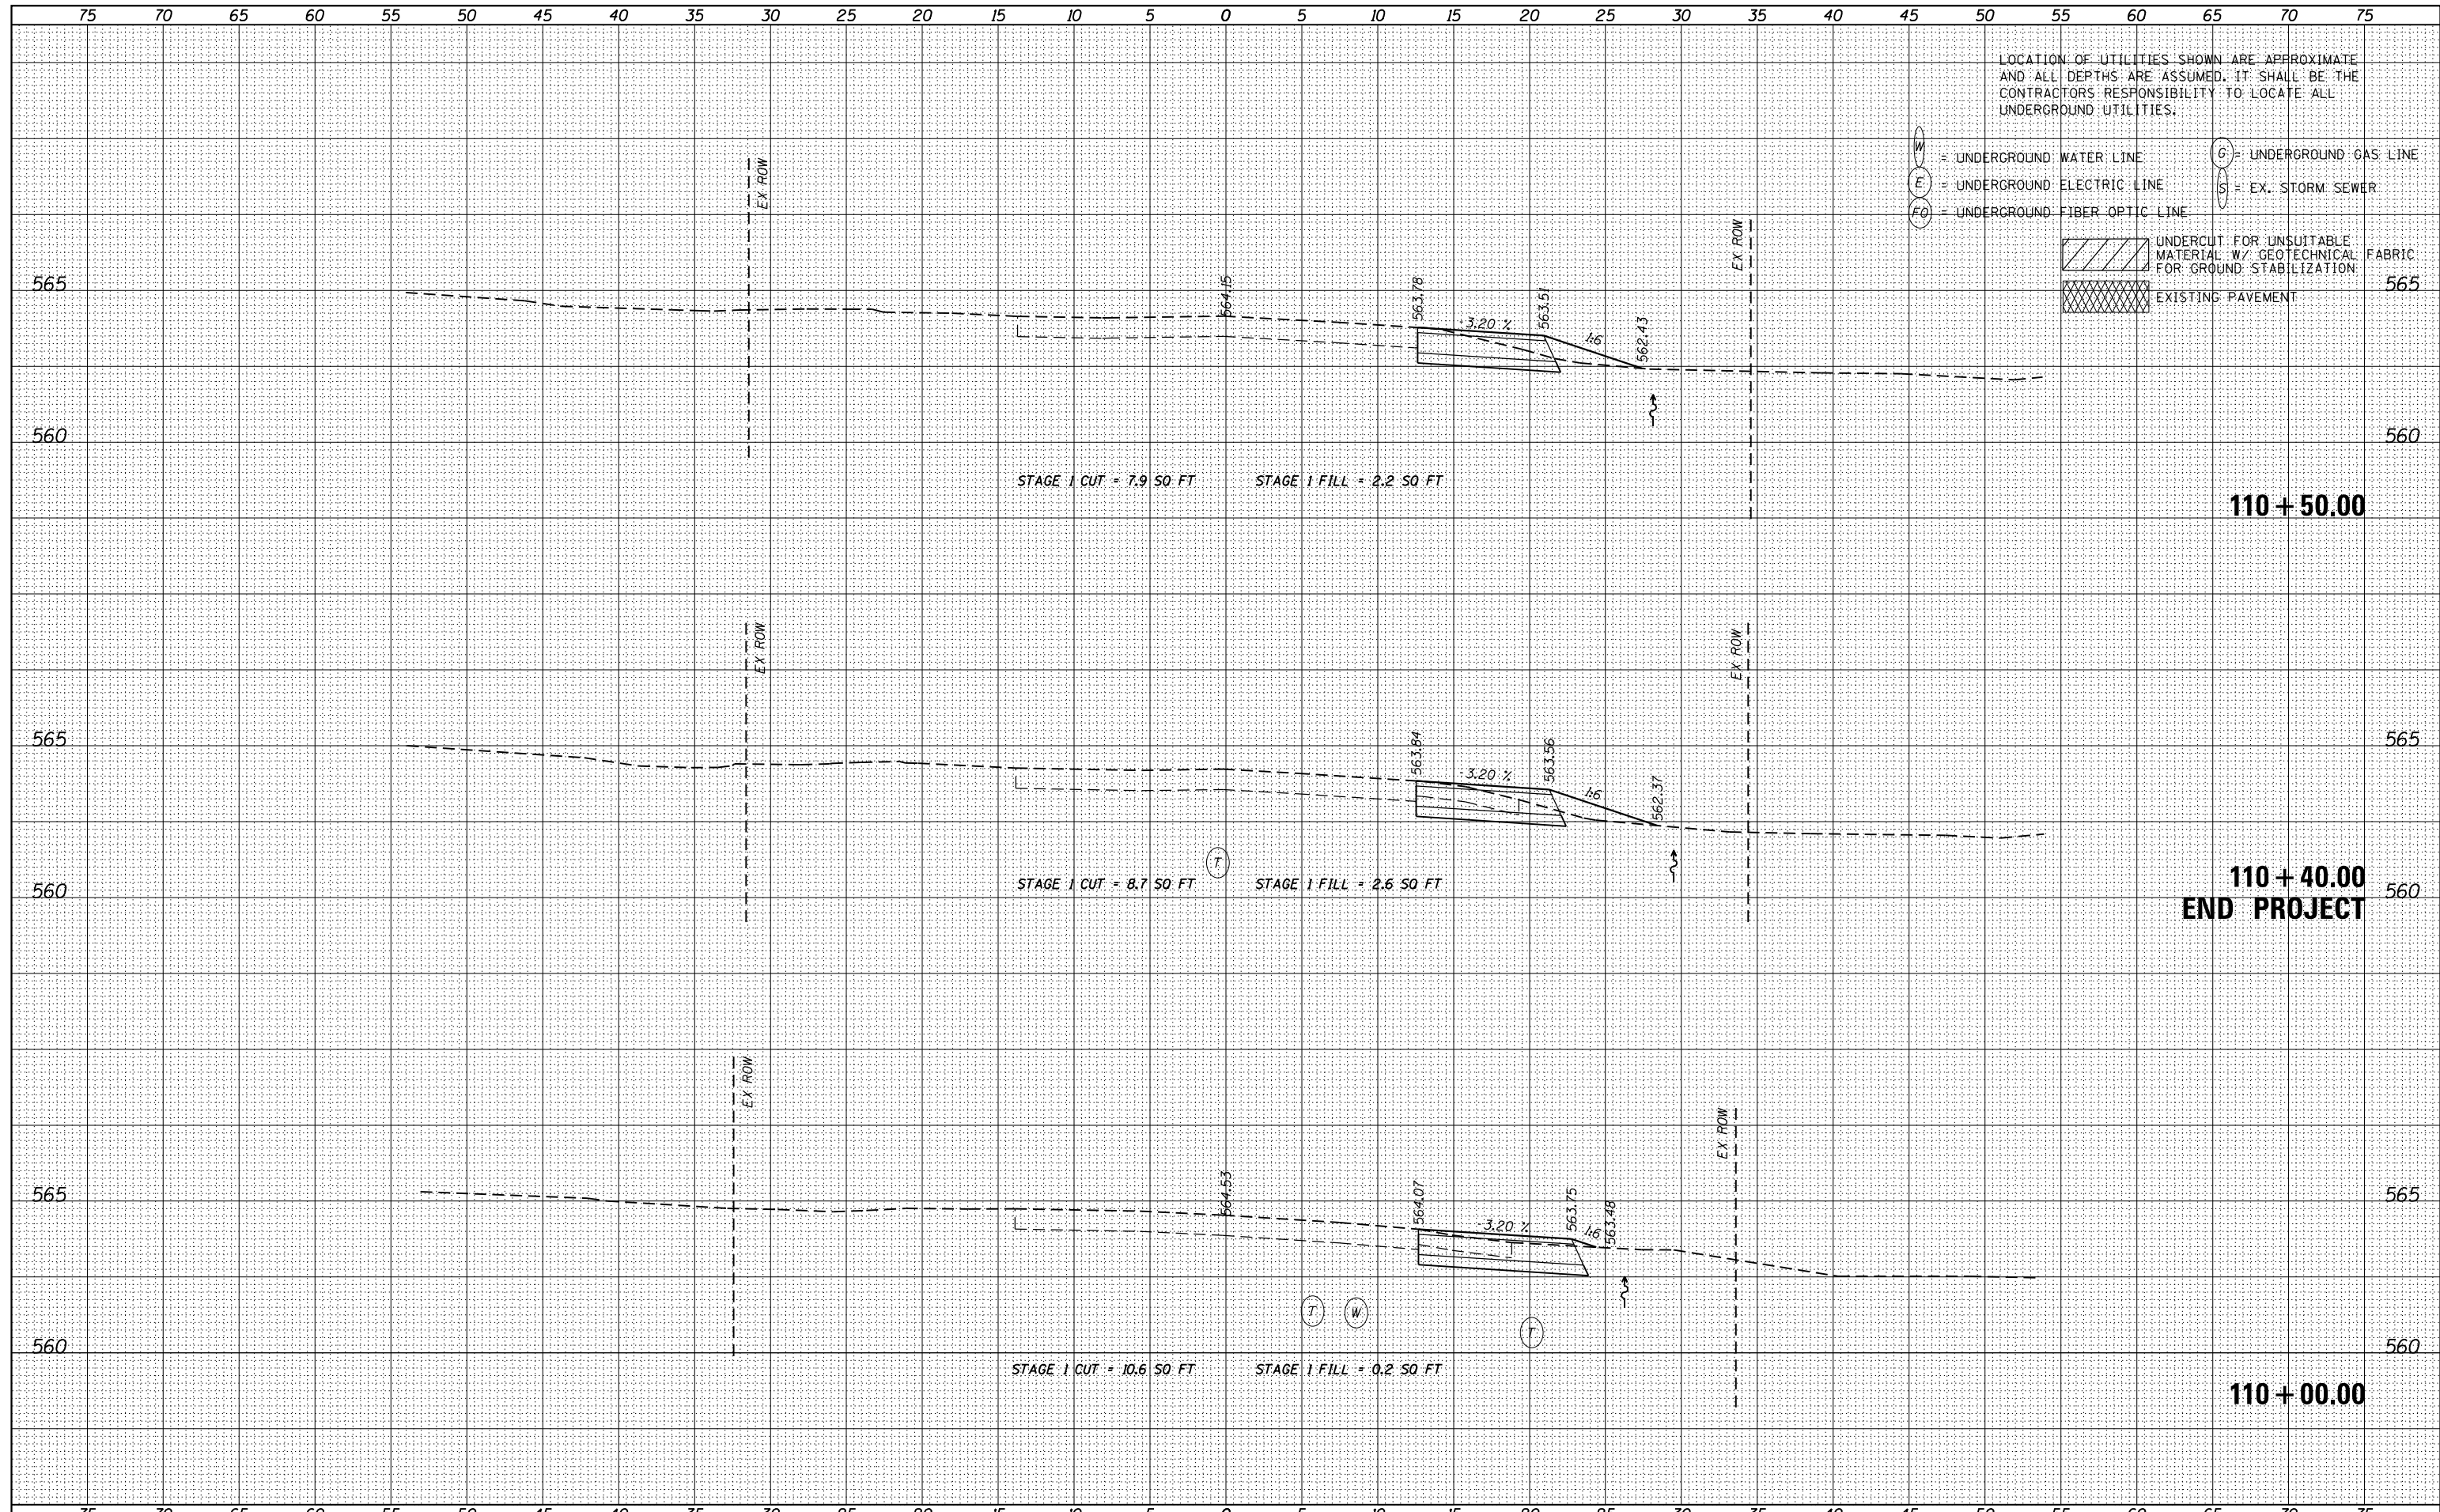 75 70 65 60 55 50 45 40 35 30 25 20 15 10 5 0 5 10 15 20 25 30 35 40 45 50 55 60 65 70 75
LOCATION OF UTILITIES SHOWN ARE APPROXIMATE
AND ALL DEPTHS ARE ASSUMED. IT SHALL BE THE
CONTRACTORS RESPONSIBILITY TO LOCATE ALL
UNDERGROUND UTILITIES.
W = UNDERGROUND WATER LINE
G = UNDERGROUND GAS LINE
E = UNDERGROUND ELECTRIC LINE
S = EX. STORM SEWER
FO = UNDERGROUND FIBER OPTIC LINE
UNDERCUT FOR UNSUITABLE
MATERIAL W/ GEOTECHNICAL FABRIC
FOR GROUND STABILIZATION
EXISTING PAVEMENT
EX ROW
EX ROW
565
564.15
563.78
-3.20 %
563.51
1:6
562.43
565
560
560
STAGE 1 CUT = 7.9 SQ FT
STAGE 1 FILL = 2.2 SQ FT
110 + 50.00
EX ROW
EX ROW
565
563.84
-3.20 %
563.56
1:6
562.37
565
T
STAGE 1 CUT = 8.7 SQ FT
STAGE 1 FILL = 2.6 SQ FT
110 + 40.00
560
560
END PROJECT
EX ROW
EX ROW
565
564.53
564.07
-3.20 %
563.75
1:6
563.48
565
T
W
T
560
560
STAGE 1 CUT = 10.6 SQ FT
STAGE 1 FILL = 0.2 SQ FT
110 + 00.00
75 70 65 60 55 50 45 40 35 30 25 20 15 10 5 0 5 10 15 20 25 30 35 40 45 50 55 60 65 70 75